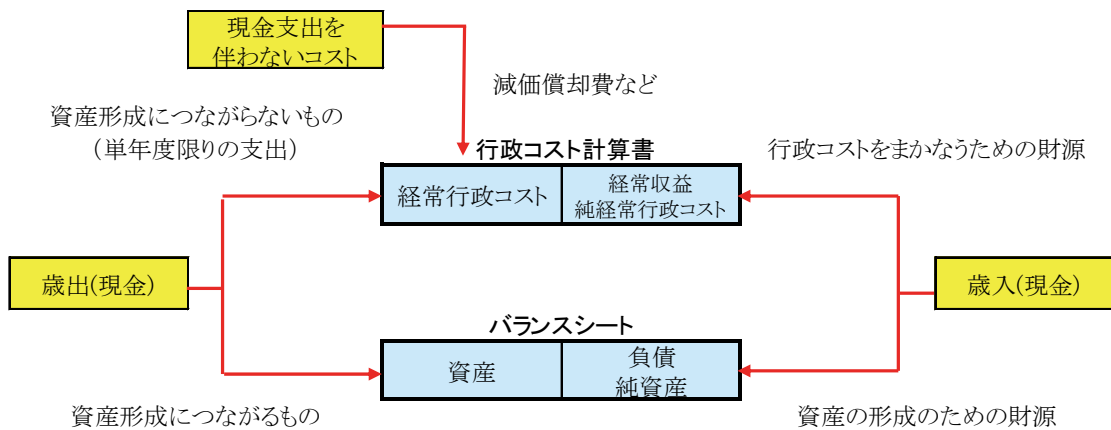 現金支出を
伴わないコスト
減価償却費など
資産形成につながらないもの
(単年度限りの支出)
行政コスト計算書
行政コストをまかなうための財源
経常行政コスト
経常収益
純経常行政コスト
歳出(現金)
歳入(現金)
バランスシート
資産
負債
純資産
資産形成につながるもの
資産の形成のための財源